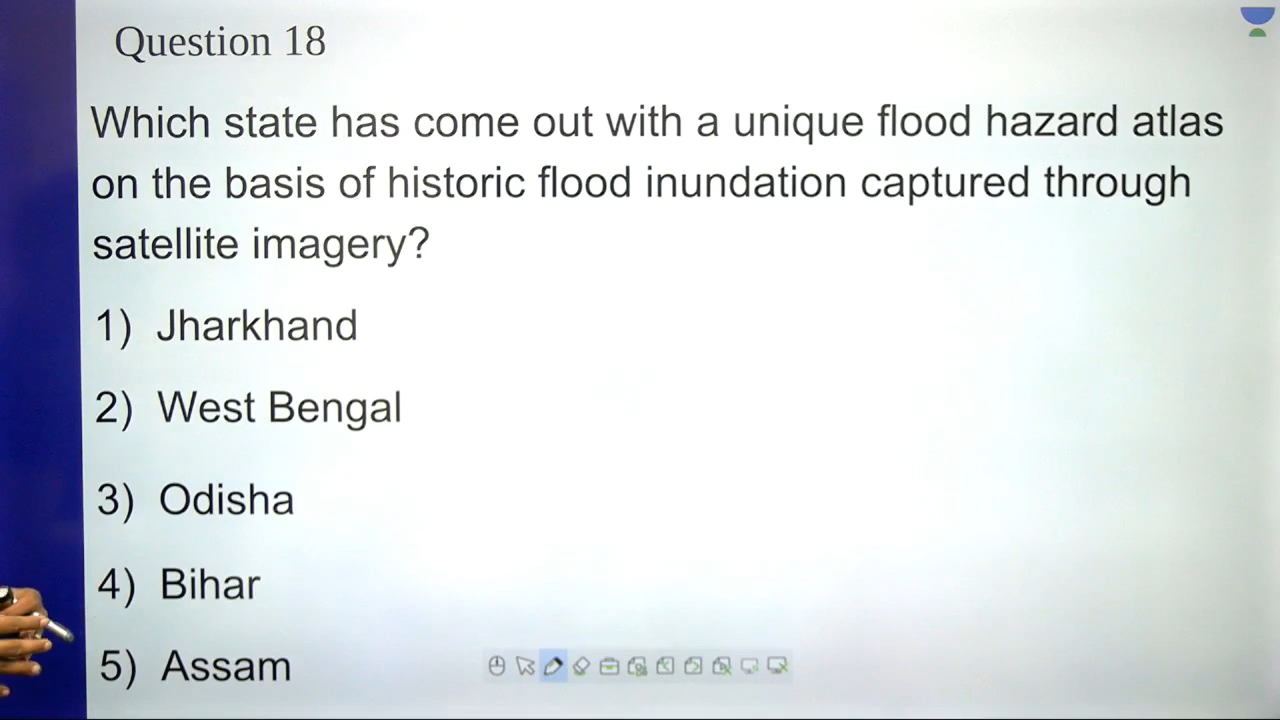 Question 18
Which state has come out with a unique flood hazard atlas
on the basis of historic flood inundation captured through
satellite imagery?
1) Jharkhand
2) West Bengal
3) Odisha
4) Bihar
5) Assam